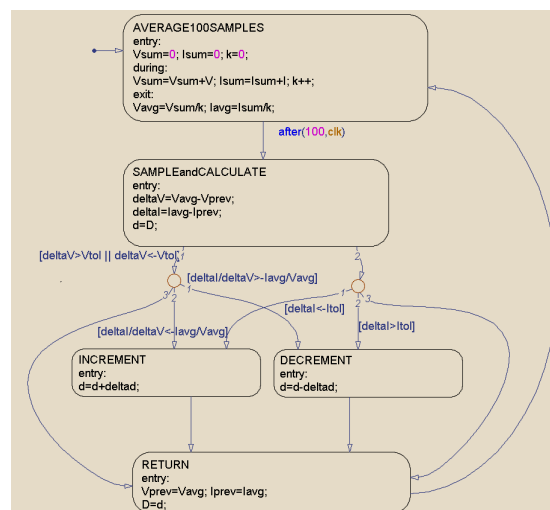 AVERAGE100SAMPLES
entry:
Vsum=0; Isum=0; k=0;
during:
Vsum=Vsum+V; Isum=Isum+I; k++;
exit:
Vavg=Vsum/k; Iavg=Isum/k;
after(100,clk)
SAMPLEandCALCULATE
entry:
deltaV=Vavg-Vprev;
deltaI=Iavg-Iprev;
d=D;
[deltaV>Vtol || deltaV<-Vtol]
1
2
[deltaI/deltaV>-Iavg/Vavg]
3
2
1
1
2
3
[deltaI<-Itol]
[deltaI/deltaV<-Iavg/Vavg]
[deltaI>Itol]
INCREMENT
entry:
d=d+deltad;
DECREMENT
entry:
d=d-deltad;
RETURN
entry:
Vprev=Vavg; Iprev=Iavg;
D=d;